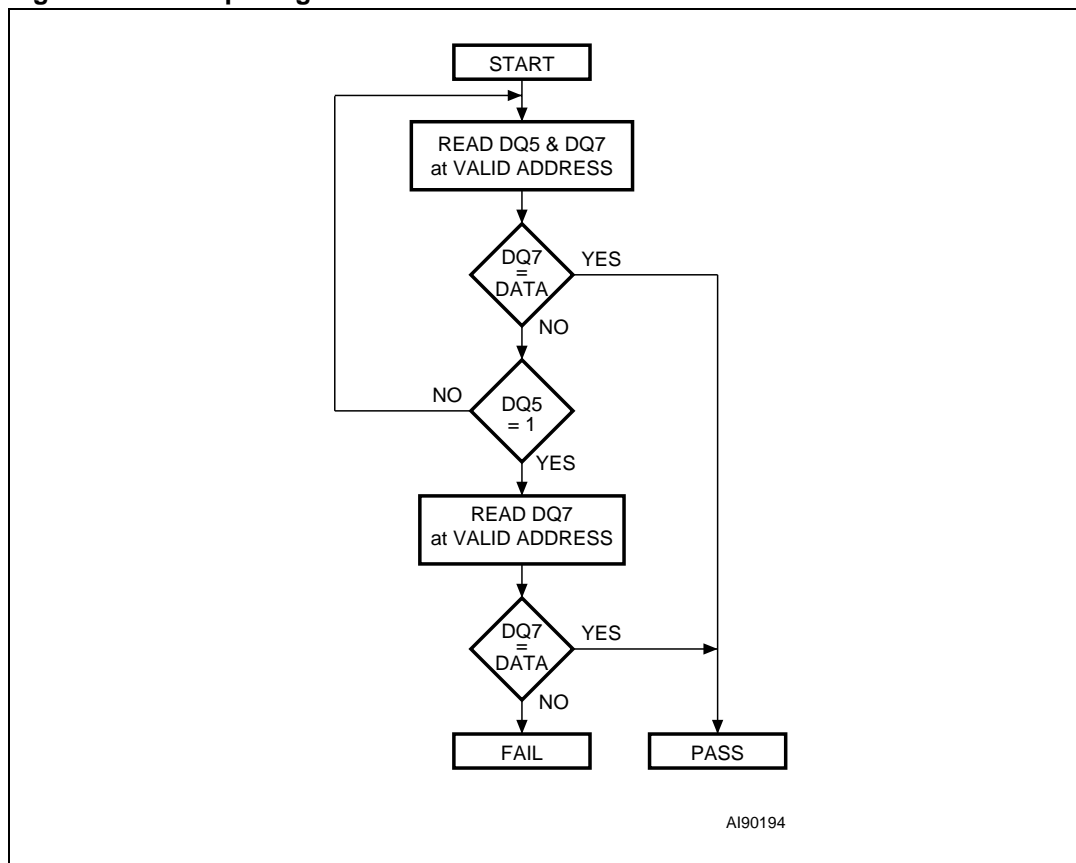 START
READ DQ5 & DQ7
at VALID ADDRESS
DQ7
=
DATA
YES
NO
DQ5
= 1
NO
YES
READ DQ7
at VALID ADDRESS
DQ7
=
DATA
YES
NO
FAIL
PASS
AI90194